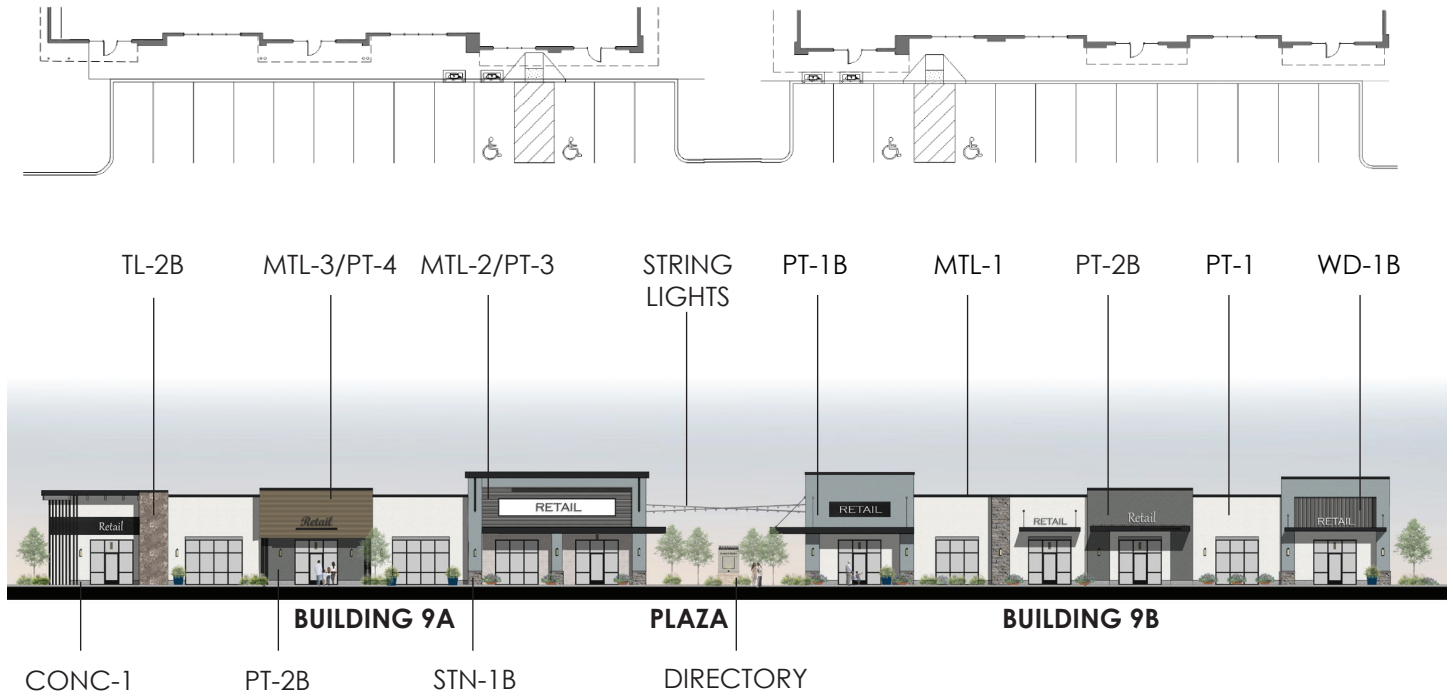 TL-2B
MTL-3/PT-4
MTL-2/PT-3
STRING
LIGHTS
PT-1B
MTL-1
PT-2B
PT-1
WD-1B
Retail
Retail
RETAIL
RETAIL
RETAIL
Retail
RETAIL
BUILDING 9A
PLAZA
BUILDING 9B
CONC-1
PT-2B
STN-1B
DIRECTORY